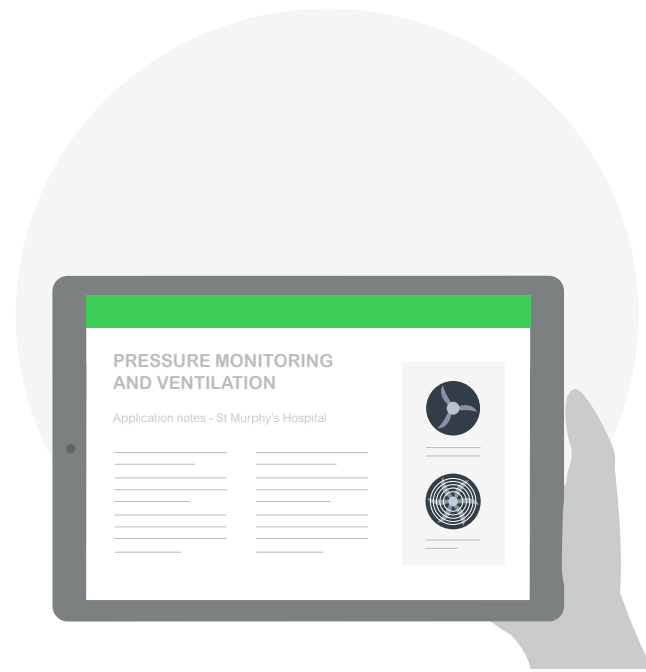 PRESSURE MONITORING
AND VENTILATION
Application notes - St Murphy's Hospital